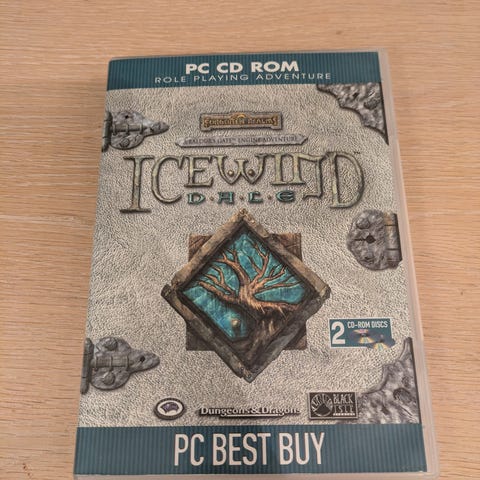 PC CD ROM
ROLE PLAYING ADVENTURE
FORGOTTEN REALMS
A BALDUR'S GATE ENGINE ADVENTURE
ICEWIND
DALE
2 CD-ROM DISCS
Dungeons & Dragons
BLACK ISLE
PC BEST BUY